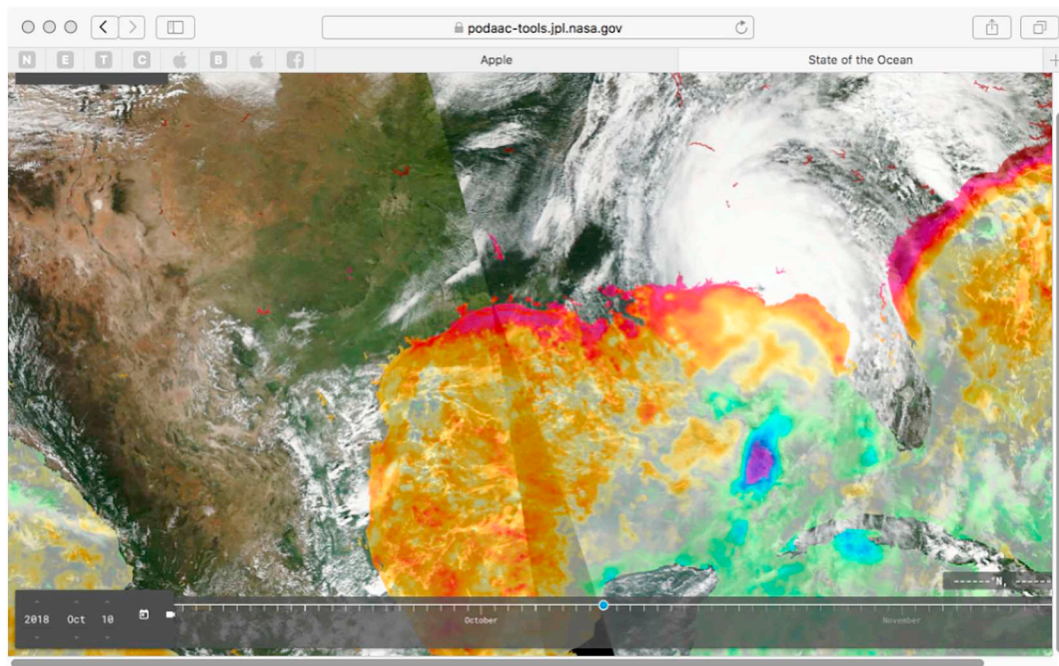 podaac-tools.jpl.nasa.gov
N E T C B f
Apple State of the Ocean
------°N, ------
2018 Oct 10
October November